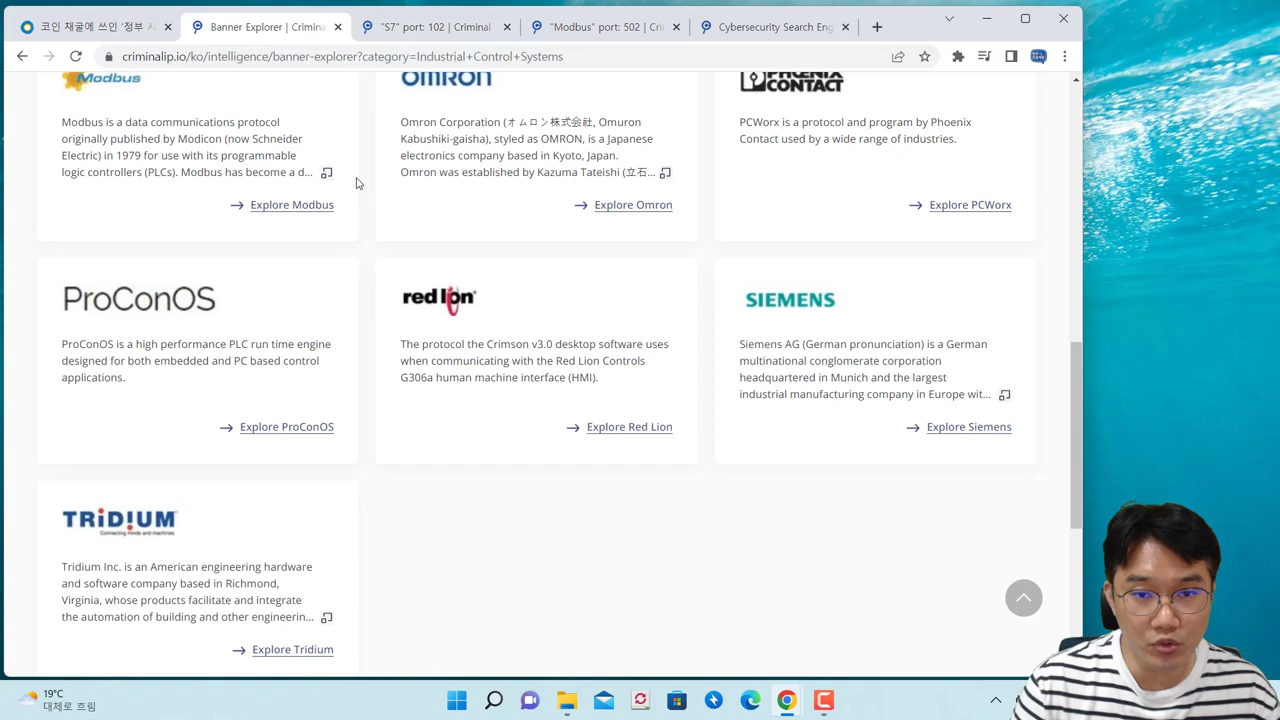 코인 채굴에 쓰인 '정부 시
Banner Explorer | Crimina
"S7" port: 102 | Criminal
"Modbus" port: 502 | Cri
Cybersecurity Search Eng
criminalip.io/ko/intelligence/banner-explorer?category=Industrial+Control+Systems
Modbus
OMRON
PHOENIX
CONTACT
Modbus is a data communications protocol
originally published by Modicon (now Schneider
Electric) in 1979 for use with its programmable
logic controllers (PLCs). Modbus has become a d...
Explore Modbus
Omron Corporation (オムロン株式会社, Omuron
Kabushiki-gaisha), styled as OMRON, is a Japanese
electronics company based in Kyoto, Japan.
Omron was established by Kazuma Tateishi (立石...
Explore Omron
PCWorx is a protocol and program by Phoenix
Contact used by a wide range of industries.
Explore PCWorx
ProConOS
ProConOS is a high performance PLC run time engine
designed for both embedded and PC based control
applications.
Explore ProConOS
red lion
The protocol the Crimson v3.0 desktop software uses
when communicating with the Red Lion Controls
G306a human machine interface (HMI).
Explore Red Lion
SIEMENS
Siemens AG (German pronunciation) is a German
multinational conglomerate corporation
headquartered in Munich and the largest
industrial manufacturing company in Europe wit...
Explore Siemens
TRIDIUM
Connecting minds and machines
Tridium Inc. is an American engineering hardware
and software company based in Richmond,
Virginia, whose products facilitate and integrate
the automation of building and other engineerin...
Explore Tridium
19°C
대체로 흐림